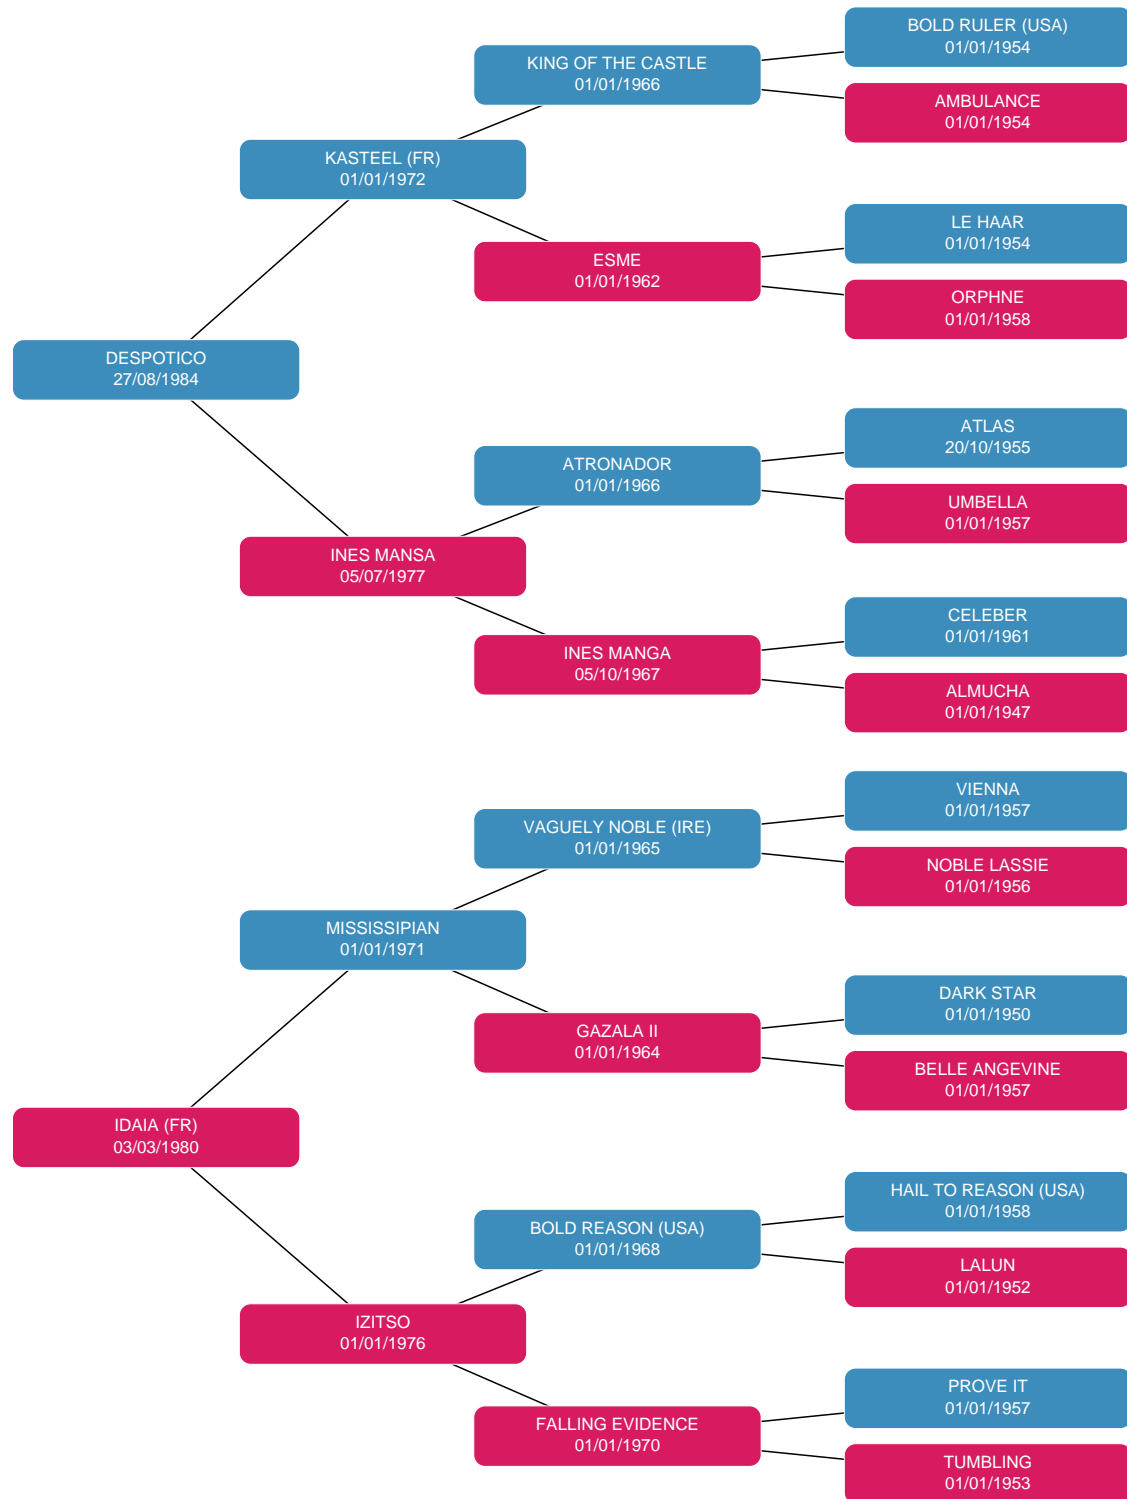 BOLD RULER (USA)
01/01/1954
KING OF THE CASTLE
01/01/1966
AMBULANCE
01/01/1954
KASTEEL (FR)
01/01/1972
LE HAAR
01/01/1954
ESME
01/01/1962
ORPHNE
01/01/1958
DESPOTICO
27/08/1984
ATLAS
20/10/1955
ATRONADOR
01/01/1966
UMBELLA
01/01/1957
INES MANSA
05/07/1977
CELEBER
01/01/1961
INES MANGA
05/10/1967
ALMUCHA
01/01/1947
VIENNA
01/01/1957
VAGUELY NOBLE (IRE)
01/01/1965
NOBLE LASSIE
01/01/1956
MISSISSIPIAN
01/01/1971
DARK STAR
01/01/1950
GAZALA II
01/01/1964
BELLE ANGEVINE
01/01/1957
IDAIA (FR)
03/03/1980
HAIL TO REASON (USA)
01/01/1958
BOLD REASON (USA)
01/01/1968
LALUN
01/01/1952
IZITSO
01/01/1976
PROVE IT
01/01/1957
FALLING EVIDENCE
01/01/1970
TUMBLING
01/01/1953